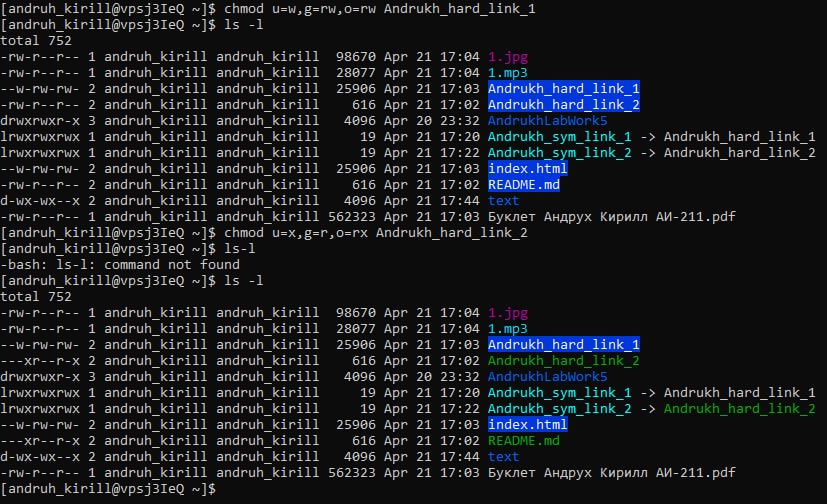 [andruh_kirill@vpsj3IeQ ~]$ chmod u=w,g=rw,o=rw Andrukh_hard_link_1
[andruh_kirill@vpsj3IeQ ~]$ ls -l
total 752
-rw-r--r-- 1 andruh_kirill andruh_kirill  98670 Apr 21 17:04 1.jpg
-rw-r--r-- 1 andruh_kirill andruh_kirill  28077 Apr 21 17:04 1.mp3
--w-rw-rw- 2 andruh_kirill andruh_kirill  25906 Apr 21 17:03 Andrukh_hard_link_1
-rw-r--r-- 2 andruh_kirill andruh_kirill    616 Apr 21 17:02 Andrukh_hard_link_2
drwxrwxr-x 3 andruh_kirill andruh_kirill   4096 Apr 20 23:32 AndrukhLabWork5
lrwxrwxrwx 1 andruh_kirill andruh_kirill     19 Apr 21 17:20 Andrukh_sym_link_1 -> Andrukh_hard_link_1
lrwxrwxrwx 1 andruh_kirill andruh_kirill     19 Apr 21 17:22 Andrukh_sym_link_2 -> Andrukh_hard_link_2
--w-rw-rw- 2 andruh_kirill andruh_kirill  25906 Apr 21 17:03 index.html
-rw-r--r-- 2 andruh_kirill andruh_kirill    616 Apr 21 17:02 README.md
d-wx-wx--x 2 andruh_kirill andruh_kirill   4096 Apr 21 17:44 text
-rw-r--r-- 1 andruh_kirill andruh_kirill 562323 Apr 21 17:03 Буклет Андрух Кирилл АИ-211.pdf
[andruh_kirill@vpsj3IeQ ~]$ chmod u=x,g=r,o=rx Andrukh_hard_link_2
[andruh_kirill@vpsj3IeQ ~]$ ls-l
-bash: ls-l: command not found
[andruh_kirill@vpsj3IeQ ~]$ ls -l
total 752
-rw-r--r-- 1 andruh_kirill andruh_kirill  98670 Apr 21 17:04 1.jpg
-rw-r--r-- 1 andruh_kirill andruh_kirill  28077 Apr 21 17:04 1.mp3
--w-rw-rw- 2 andruh_kirill andruh_kirill  25906 Apr 21 17:03 Andrukh_hard_link_1
---xr--r-x 2 andruh_kirill andruh_kirill    616 Apr 21 17:02 Andrukh_hard_link_2
drwxrwxr-x 3 andruh_kirill andruh_kirill   4096 Apr 20 23:32 AndrukhLabWork5
lrwxrwxrwx 1 andruh_kirill andruh_kirill     19 Apr 21 17:20 Andrukh_sym_link_1 -> Andrukh_hard_link_1
lrwxrwxrwx 1 andruh_kirill andruh_kirill     19 Apr 21 17:22 Andrukh_sym_link_2 -> Andrukh_hard_link_2
--w-rw-rw- 2 andruh_kirill andruh_kirill  25906 Apr 21 17:03 index.html
---xr--r-x 2 andruh_kirill andruh_kirill    616 Apr 21 17:02 README.md
d-wx-wx--x 2 andruh_kirill andruh_kirill   4096 Apr 21 17:44 text
-rw-r--r-- 1 andruh_kirill andruh_kirill 562323 Apr 21 17:03 Буклет Андрух Кирилл АИ-211.pdf
[andruh_kirill@vpsj3IeQ ~]$